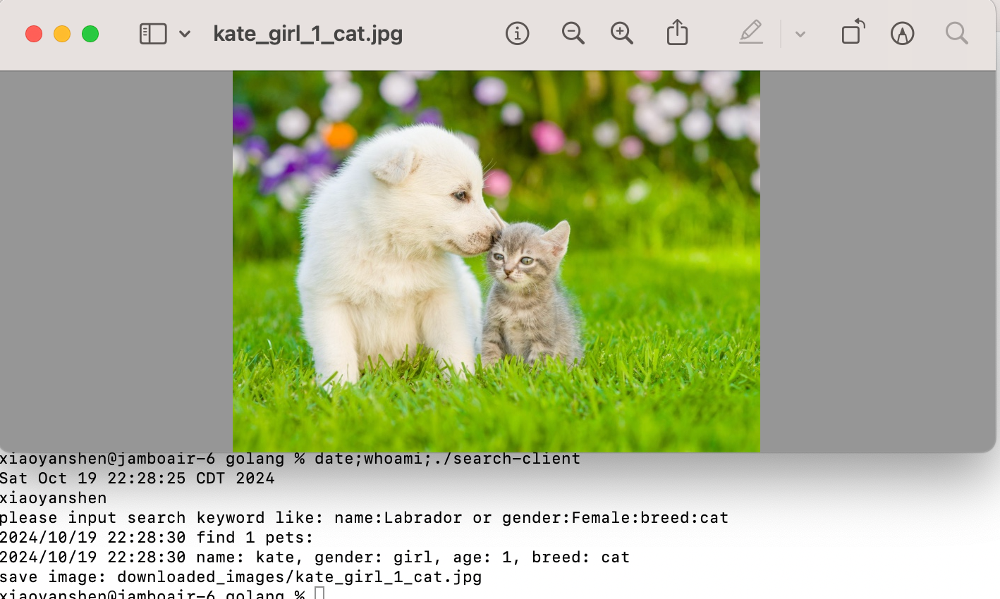 kate_girl_1_cat.jpg
xiaoyanshen@jamboair-6 golang % date;whoami;./search-client
Sat Oct 19 22:28:25 CDT 2024
xiaoyanshen
please input search keyword like: name:Labrador or gender:Female:breed:cat
2024/10/19 22:28:30 find 1 pets:
2024/10/19 22:28:30 name: kate, gender: girl, age: 1, breed: cat
save image: downloaded_images/kate_girl_1_cat.jpg
xiaoyanshen@jamboair-6 golang %